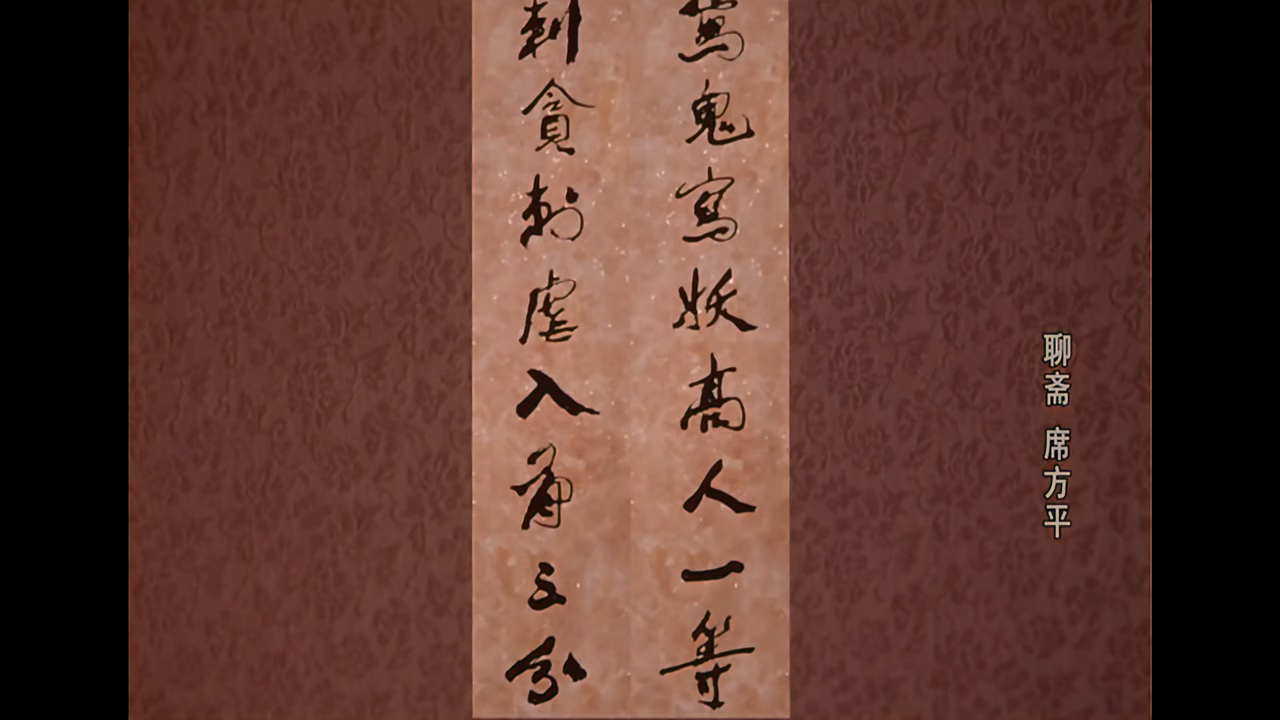 聊斋 席方平
寫鬼寫妖高人一等
刺貪刺虐入骨三分